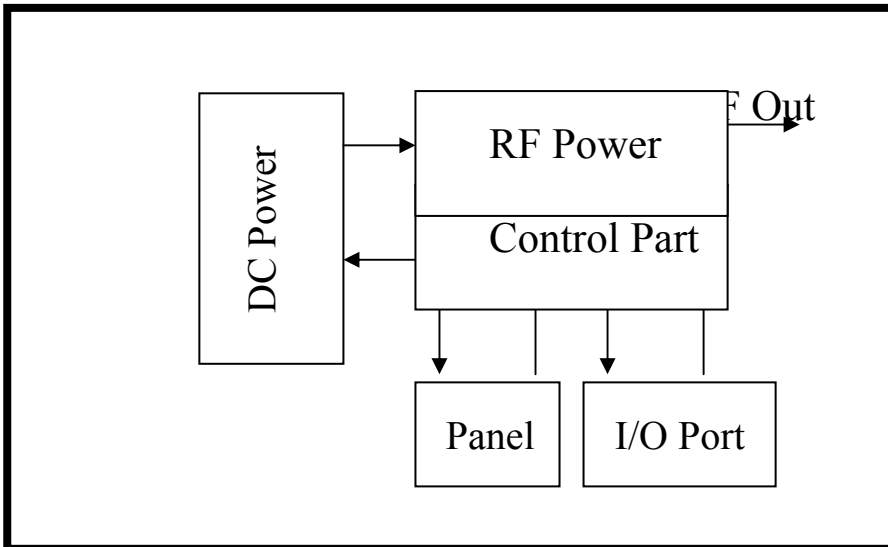 F Out
RF Power
DC Power
Control Part
Panel
I/O Port